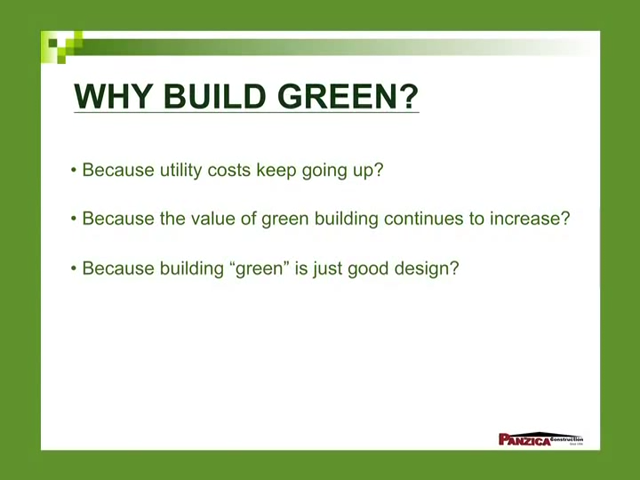 WHY BUILD GREEN?
• Because utility costs keep going up?
• Because the value of green building continues to increase?
• Because building “green” is just good design?
PANZICA Construction